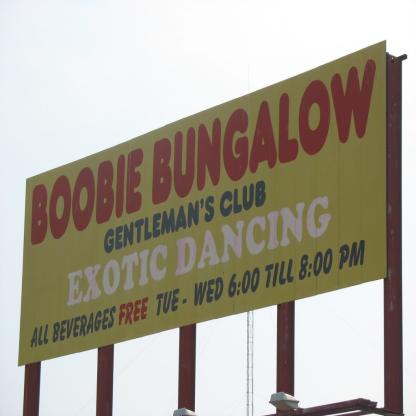 BOOBIE BUNGALOW
GENTLEMAN'S CLUB
EXOTIC DANCING
ALL BEVERAGES FREE TUE - WED 6:00 TILL 8:00 PM